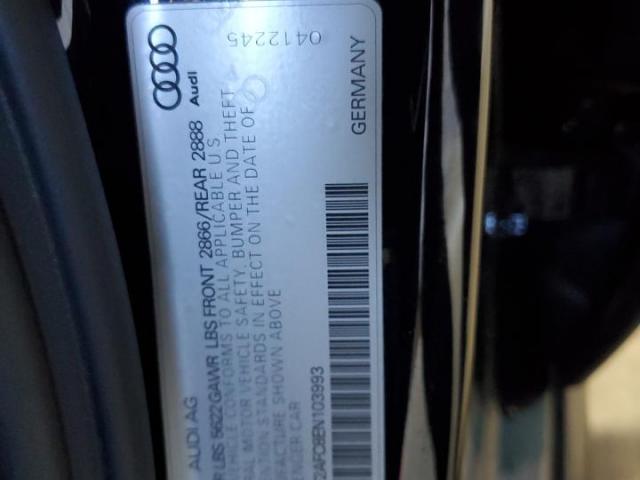 AUDI AG
LBS 5622 GAWR LBS FRONT 2866/REAR 2888
CONFORMS TO ALL APPLICABLE U S
MOTOR VEHICLE SAFETY, BUMPER AND THEFT
STANDARDS IN EFFECT ON THE DATE OF
SHOWN ABOVE
CAR
Audi
0412245
GERMANY
2AFC8EN103993